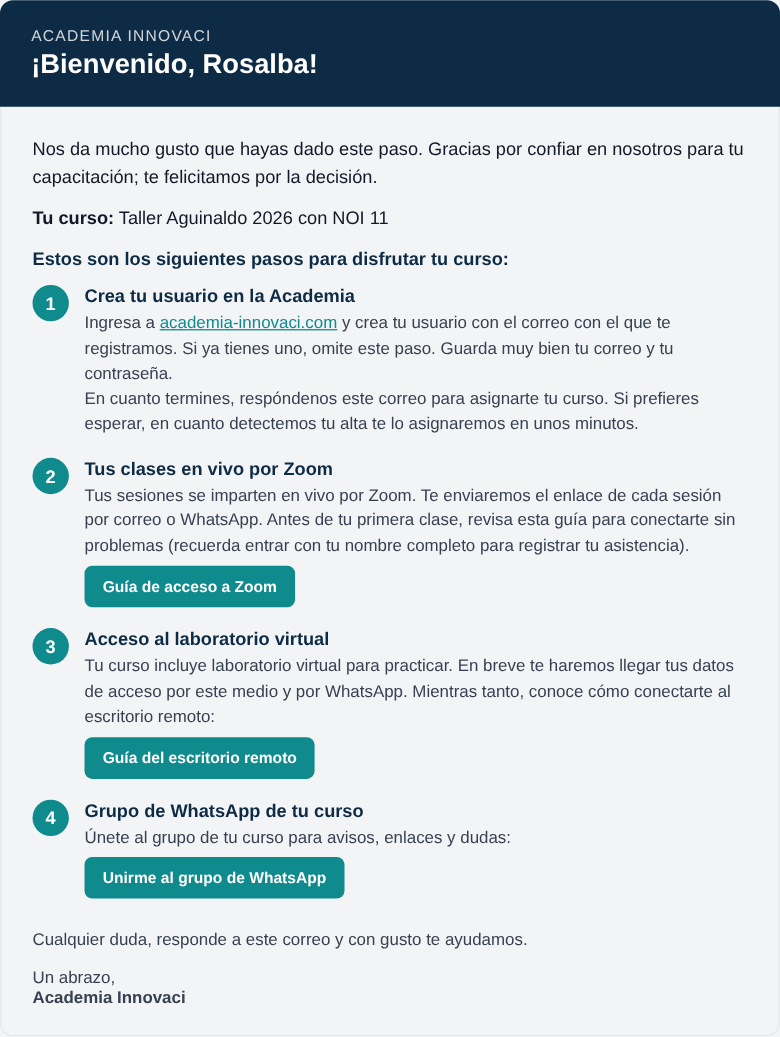 ACADEMIA INNOVACI
¡Bienvenido, Rosalba!
Nos da mucho gusto que hayas dado este paso. Gracias por confiar en nosotros para tu
capacitación; te felicitamos por la decisión.
Tu curso: Taller Aguinaldo 2026 con NOI 11
Estos son los siguientes pasos para disfrutar tu curso:
1 Crea tu usuario en la Academia
Ingresa a academia-innovaci.com y crea tu usuario con el correo con el que te
registramos. Si ya tienes uno, omite este paso. Guarda muy bien tu correo y tu
contraseña.
En cuanto termines, respóndenos este correo para asignarte tu curso. Si prefieres
esperar, en cuanto detectemos tu alta te lo asignaremos en unos minutos.
2 Tus clases en vivo por Zoom
Tus sesiones se imparten en vivo por Zoom. Te enviaremos el enlace de cada sesión
por correo o WhatsApp. Antes de tu primera clase, revisa esta guía para conectarte sin
problemas (recuerda entrar con tu nombre completo para registrar tu asistencia).
Guía de acceso a Zoom
3 Acceso al laboratorio virtual
Tu curso incluye laboratorio virtual para practicar. En breve te haremos llegar tus datos
de acceso por este medio y por WhatsApp. Mientras tanto, conoce cómo conectarte al
escritorio remoto:
Guía del escritorio remoto
4 Grupo de WhatsApp de tu curso
Únete al grupo de tu curso para avisos, enlaces y dudas:
Unirme al grupo de WhatsApp
Cualquier duda, responde a este correo y con gusto te ayudamos.
Un abrazo,
Academia Innovaci